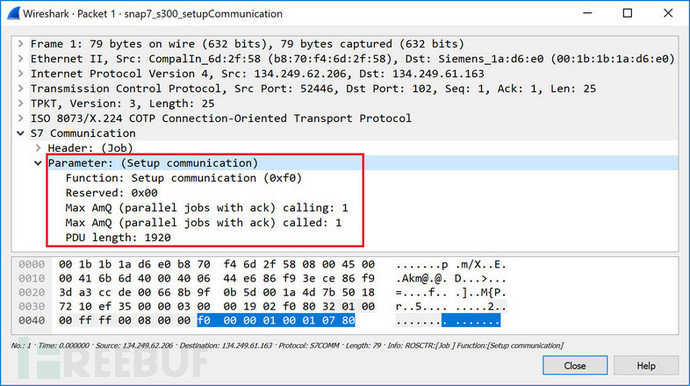 Wireshark · Packet 1 · snap7_s300_setupCommunication
Frame 1: 79 bytes on wire (632 bits), 79 bytes captured (632 bits)
Ethernet II, Src: CompalIn_6d:2f:58 (b8:70:f4:6d:2f:58), Dst: Siemens_1a:d6:e0 (00:1b:1b:1a:d6:e0)
Internet Protocol Version 4, Src: 134.249.62.206, Dst: 134.249.61.163
Transmission Control Protocol, Src Port: 52446, Dst Port: 102, Seq: 1, Ack: 1, Len: 25
TPKT, Version: 3, Length: 25
ISO 8073/X.224 COTP Connection-Oriented Transport Protocol
S7 Communication
Header: (Job)
Parameter: (Setup communication)
Function: Setup communication (0xf0)
Reserved: 0x00
Max AmQ (parallel jobs with ack) calling: 1
Max AmQ (parallel jobs with ack) called: 1
PDU length: 1920
0000 00 1b 1b 1a d6 e0 b8 70 f4 6d 2f 58 08 00 45 00 .......p .m/X..E.
0010 00 41 6b 6d 40 00 40 06 44 e6 86 f9 3e ce 86 f9 .Akm@.@. D...>...
0020 3d a3 cc de 00 66 8b 9f 0b 5d 00 1a 4d 7b 50 18 =....f.. .]..M{P.
0030 72 10 ef 35 00 00 03 00 00 19 02 f0 80 32 01 00 r..5.... .....2..
0040 00 ff ff 00 08 00 00 f0 00 00 01 00 01 07 80 ........ .......
No.: 1 · Time: 0.000000 · Source: 134.249.62.206 · Destination: 134.249.61.163 · Protocol: S7COMM · Length: 79 · Info: ROSCTR:[Job ] Function:[Setup communication]
Close Help
FREEBUF